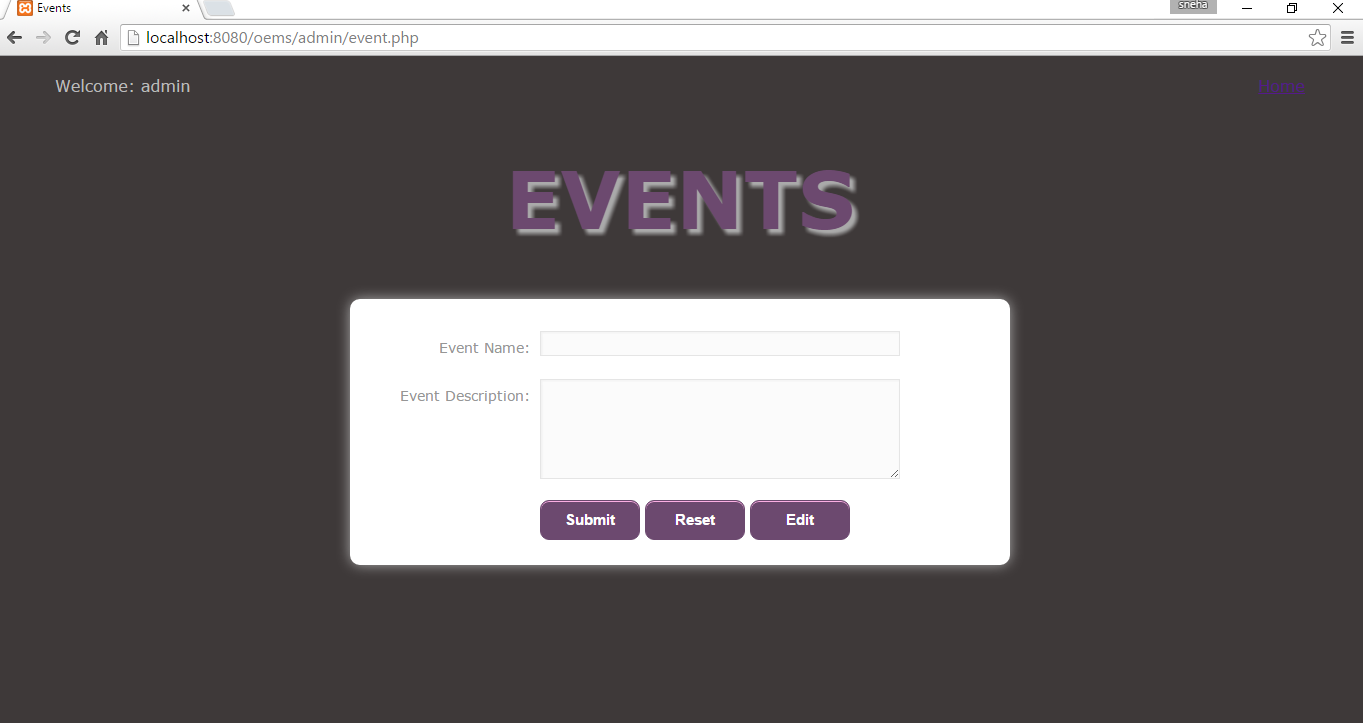 Events
sneha
localhost:8080/oems/admin/event.php
Welcome: admin
Home
EVENTS
Event Name:
Event Description:
Submit Reset Edit